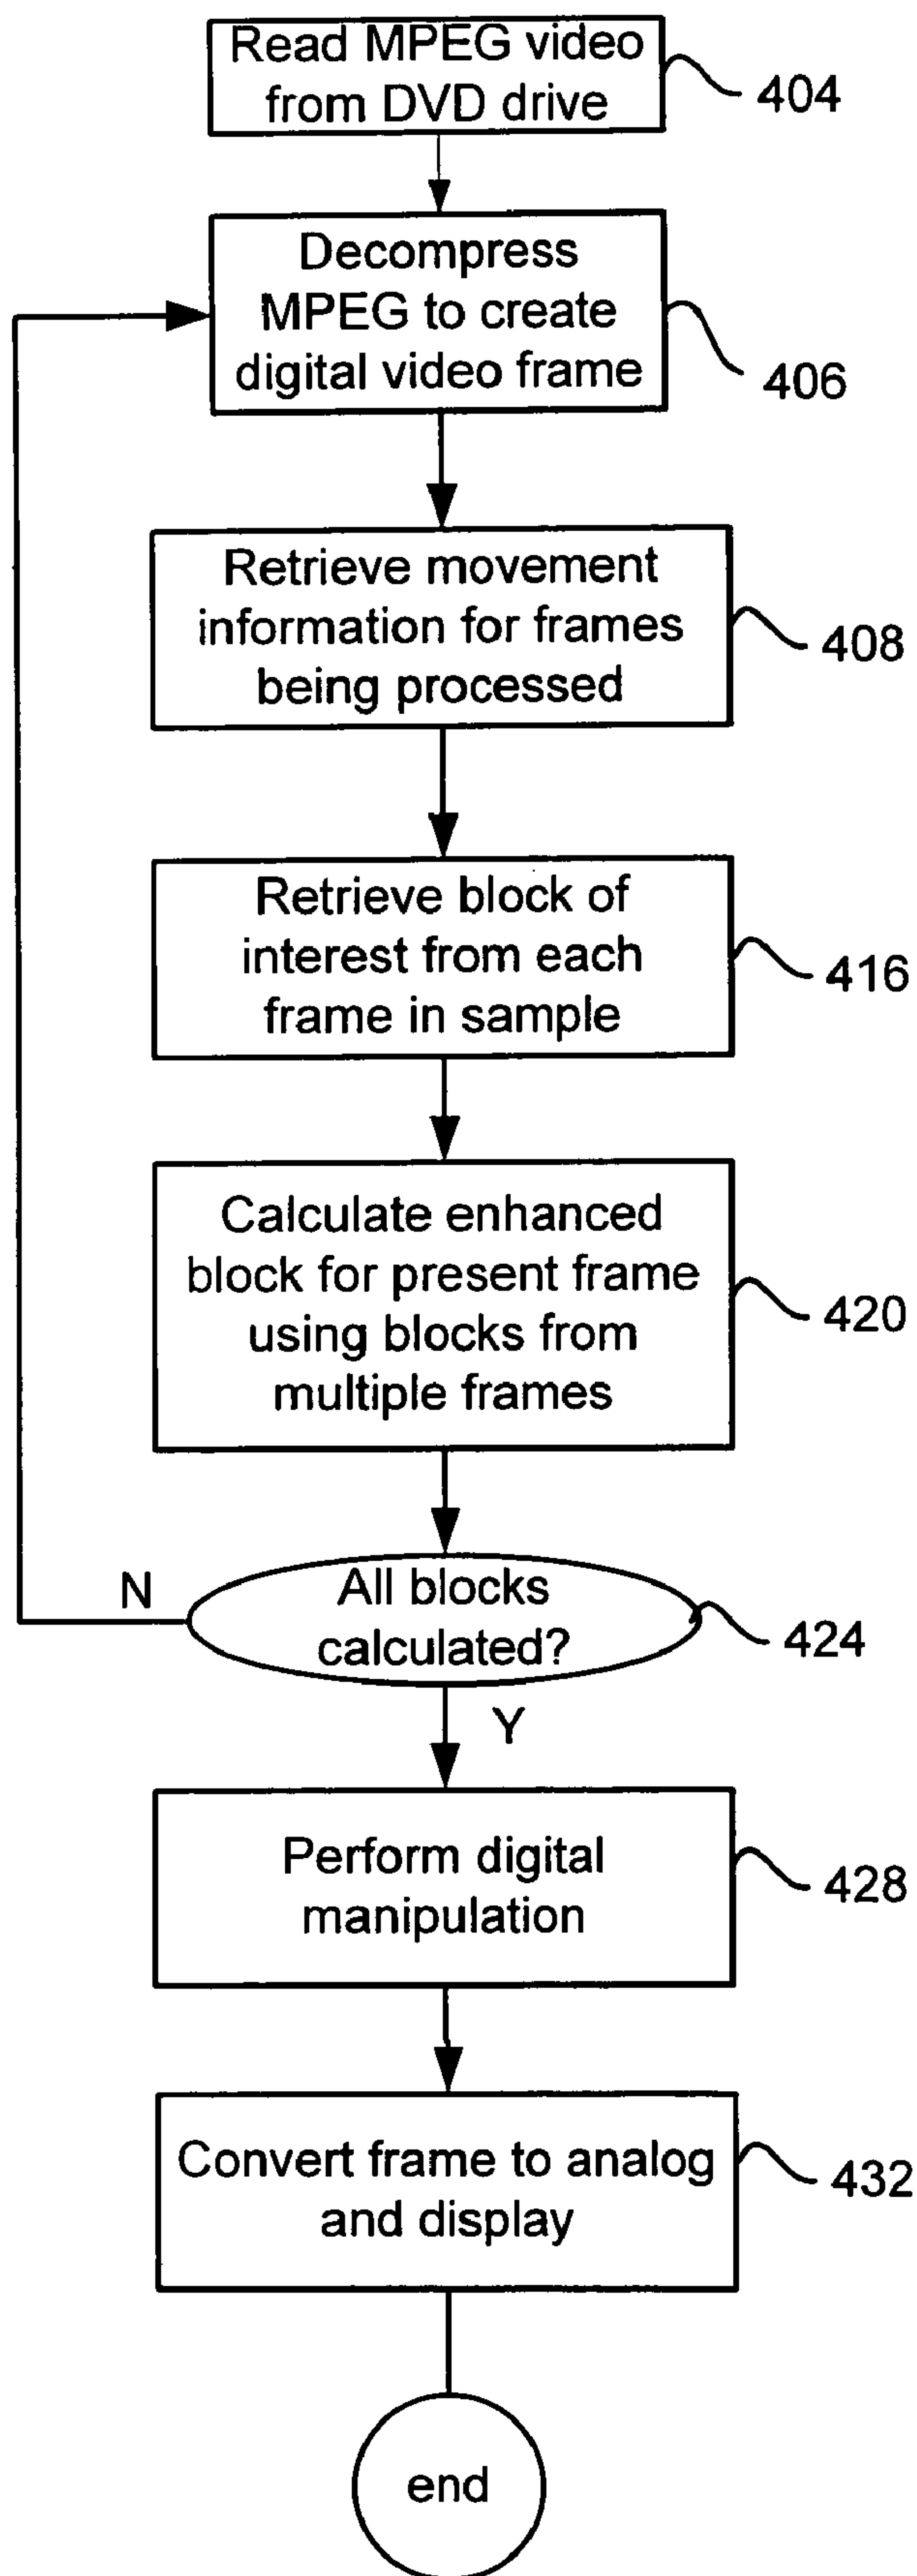 Read MPEG video
from DVD drive
404
Decompress
MPEG to create
digital video frame
406
Retrieve movement
information for frames
being processed
408
Retrieve block of
interest from each
frame in sample
416
Calculate enhanced
block for present frame
using blocks from
multiple frames
420
N
All blocks
calculated?
424
Y
Perform digital
manipulation
428
Convert frame to analog
and display
432
end